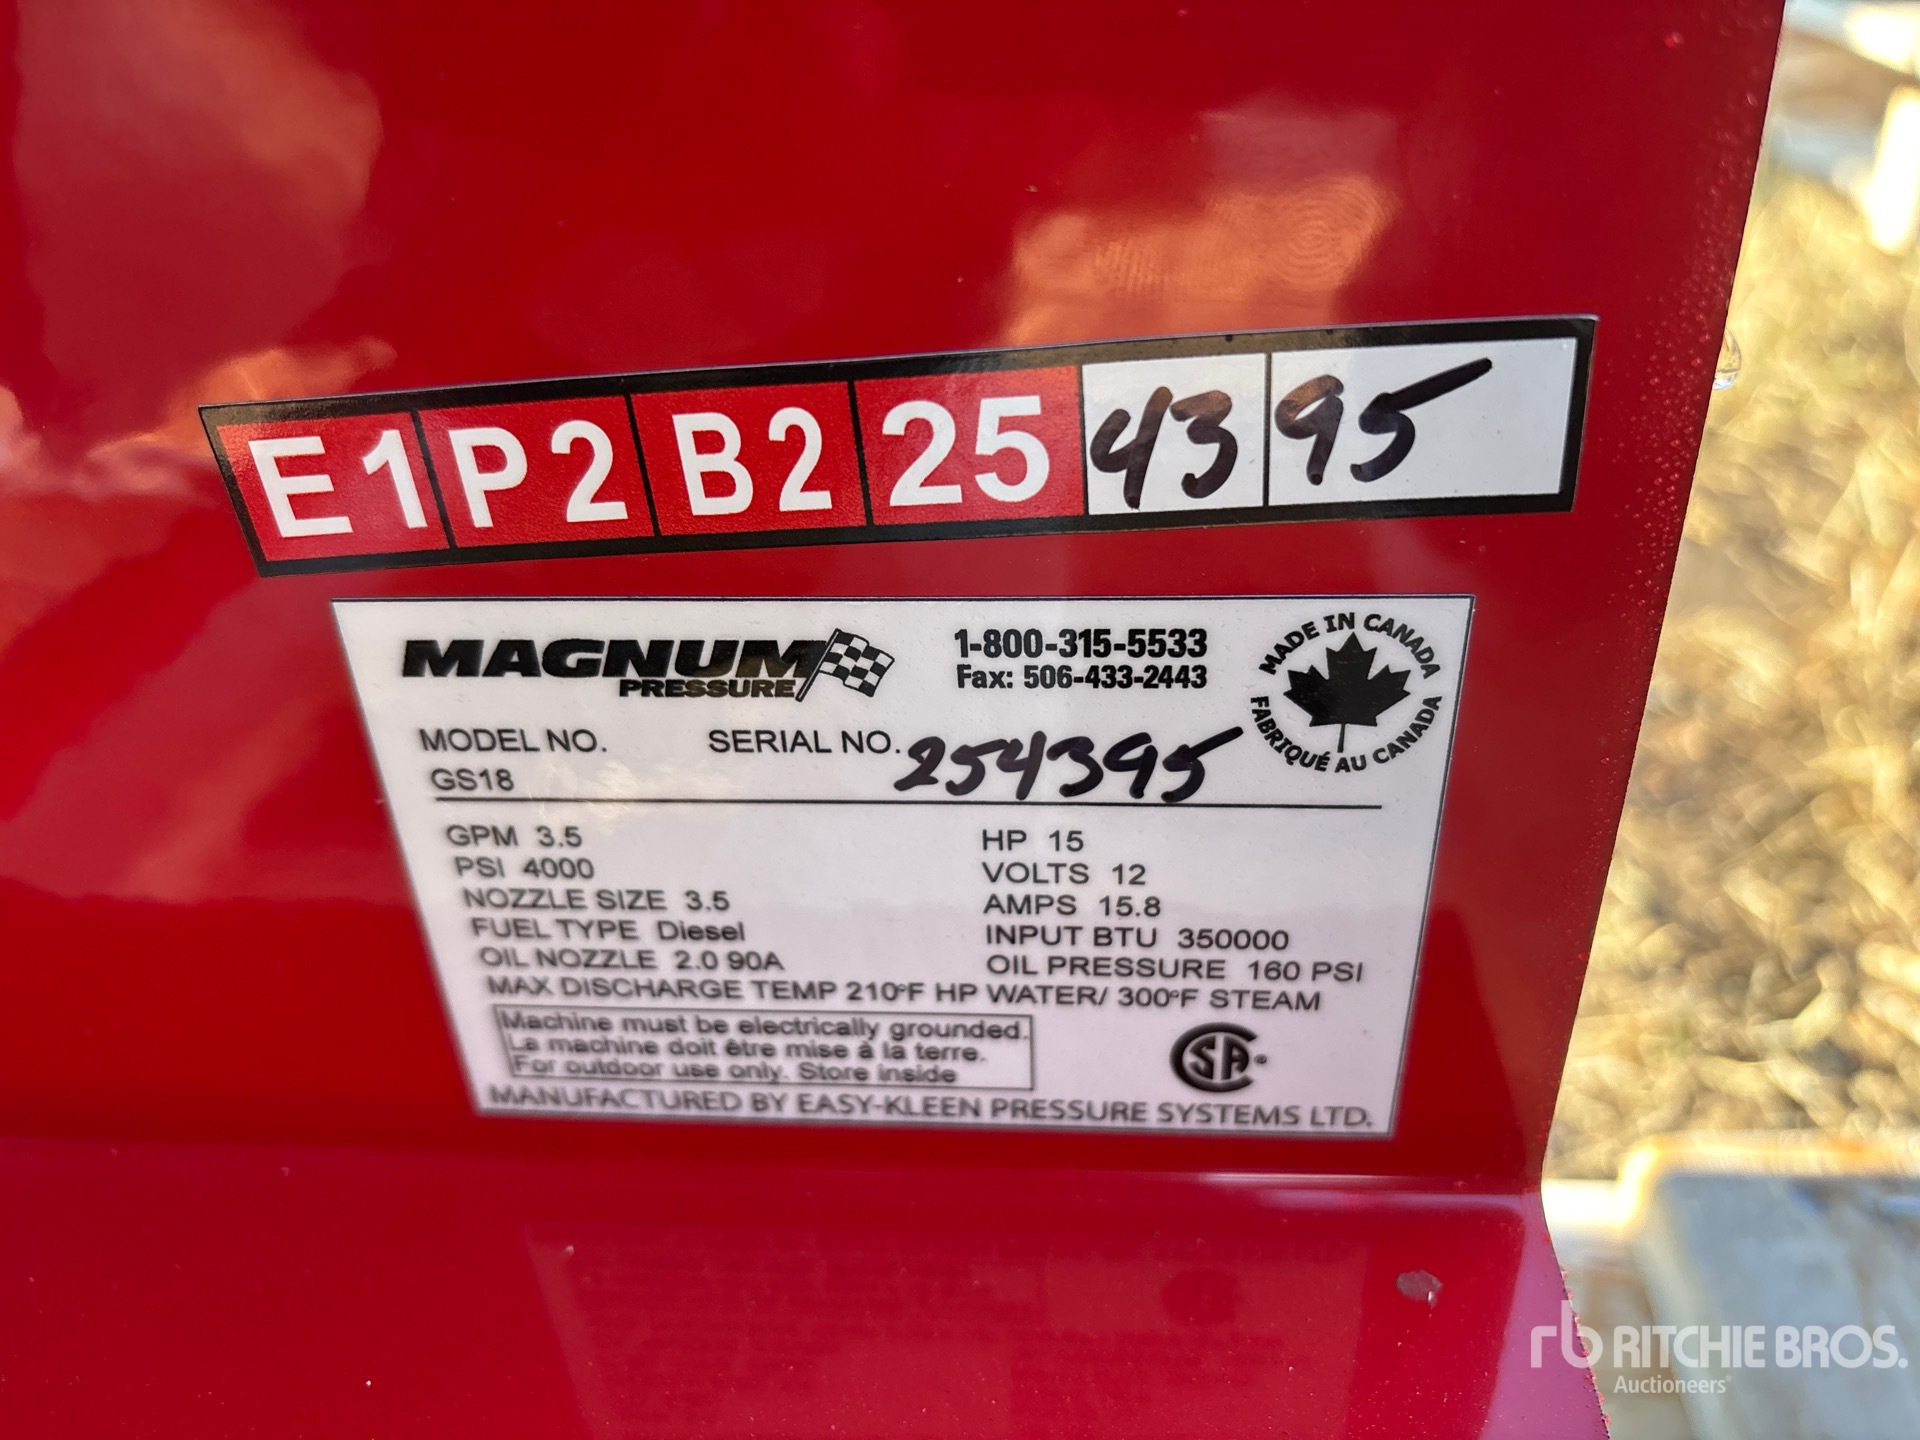 E1 P2 B2 25 43 95
MAGNUM
PRESSURE
1-800-315-5533
Fax: 506-433-2443
MADE IN CANADA
FABRIQUÉ AU CANADA
MODEL NO. SERIAL NO. 254395
GS18
GPM 3.5 HP 15
PSI 4000 VOLTS 12
NOZZLE SIZE 3.5 AMPS 15.8
FUEL TYPE Diesel INPUT BTU 350000
OIL NOZZLE 2.0 90A OIL PRESSURE 160 PSI
MAX DISCHARGE TEMP 210°F HP WATER/ 300°F STEAM
Machine must be electrically grounded.
La machine doit être mise à la terre.
For outdoor use only. Store inside
CSA®
MANUFACTURED BY EASY-KLEEN PRESSURE SYSTEMS LTD.
rb RITCHIE BROS.
Auctioneers